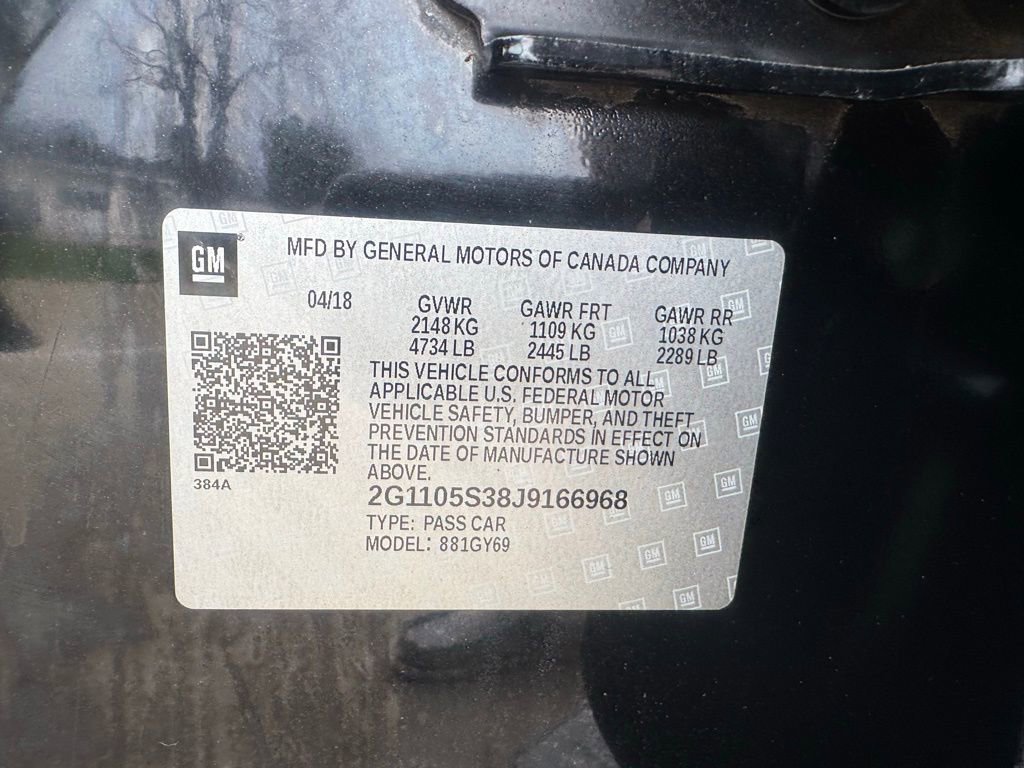 GM
MFD BY GENERAL MOTORS OF CANADA COMPANY
04/18
GVWR GAWR FRT GAWR RR
2148 KG 1109 KG 1038 KG
4734 LB 2445 LB 2289 LB
THIS VEHICLE CONFORMS TO ALL
APPLICABLE U.S. FEDERAL MOTOR
VEHICLE SAFETY, BUMPER, AND THEFT
PREVENTION STANDARDS IN EFFECT ON
THE DATE OF MANUFACTURE SHOWN
ABOVE.
384A
2G1105S38J9166968
TYPE: PASS CAR
MODEL: 881GY69